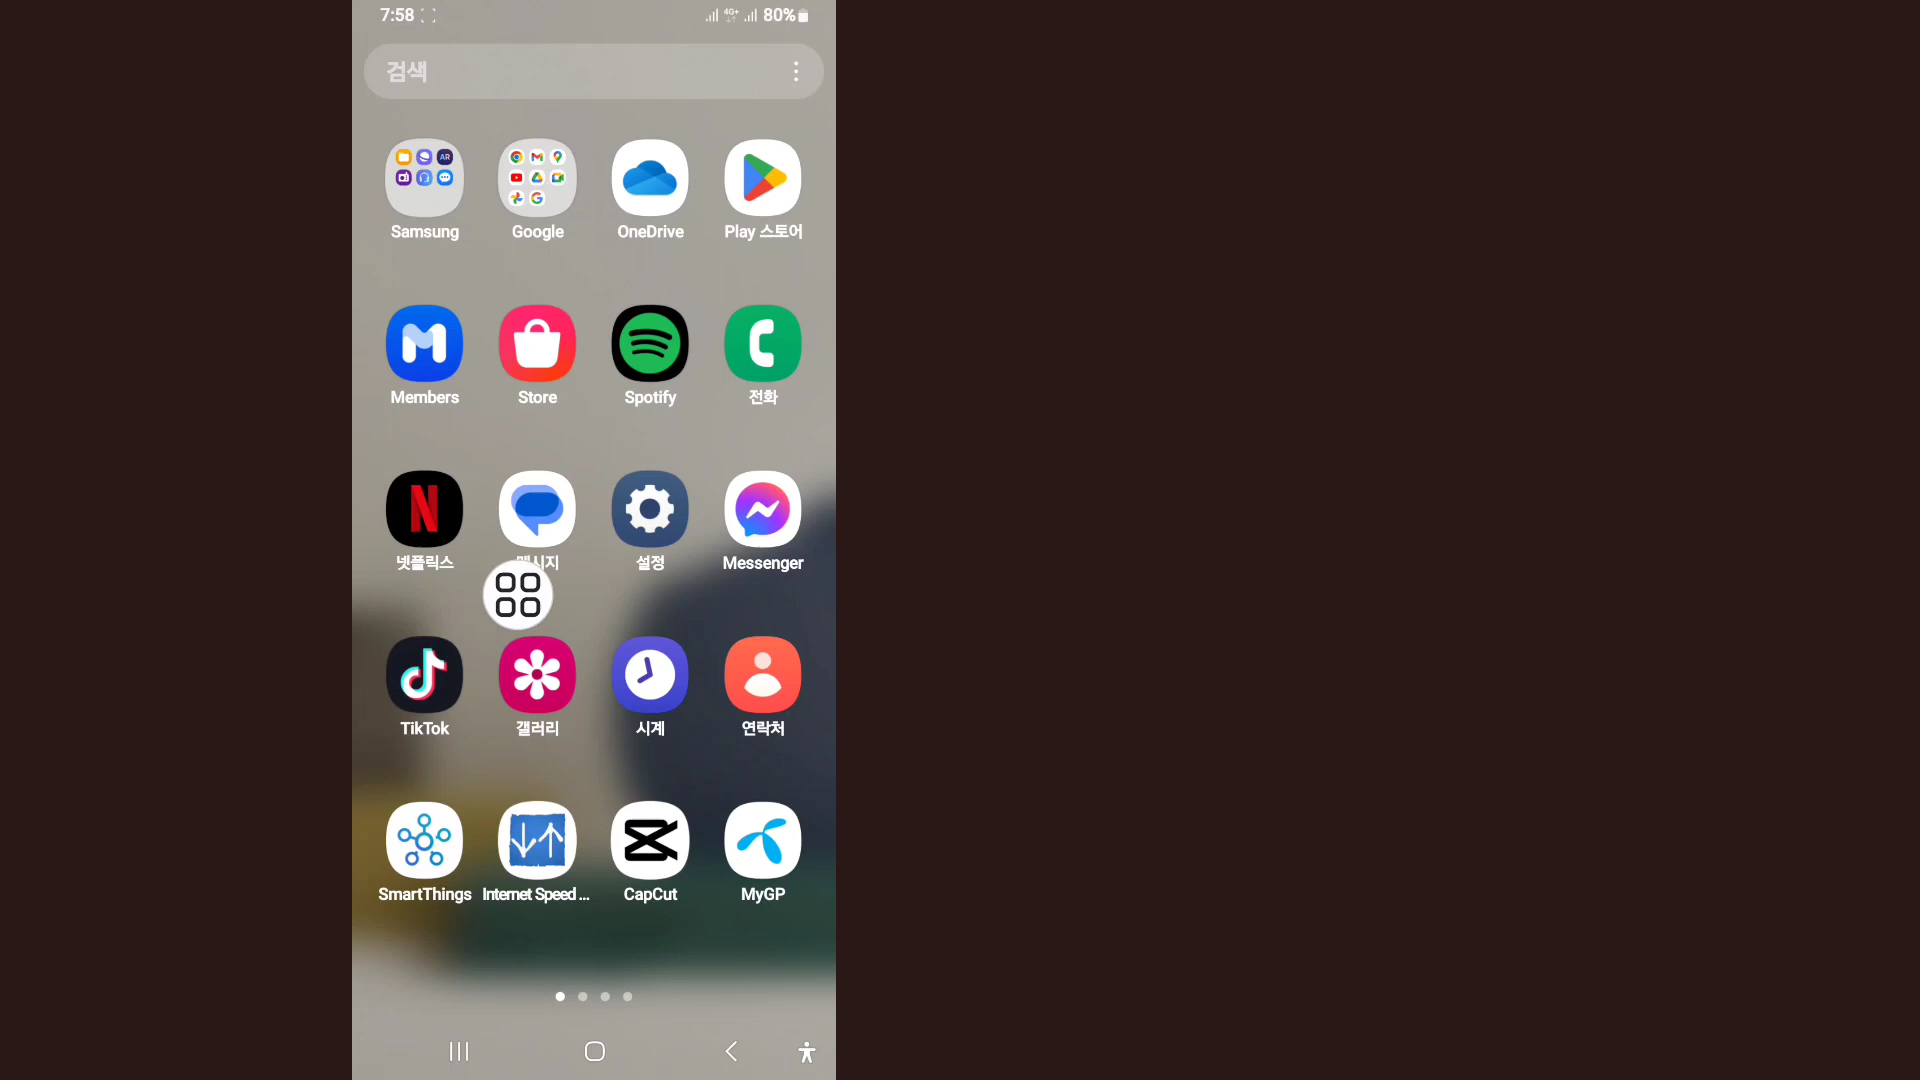 7:58 4G+ 80%
검색
AR
Samsung Google OneDrive Play 스토어
Members Store Spotify 전화
넷플릭스 시지 설정 Messenger
TikTok 갤러리 시계 연락처
SmartThings Internet Speed ... CapCut MyGP